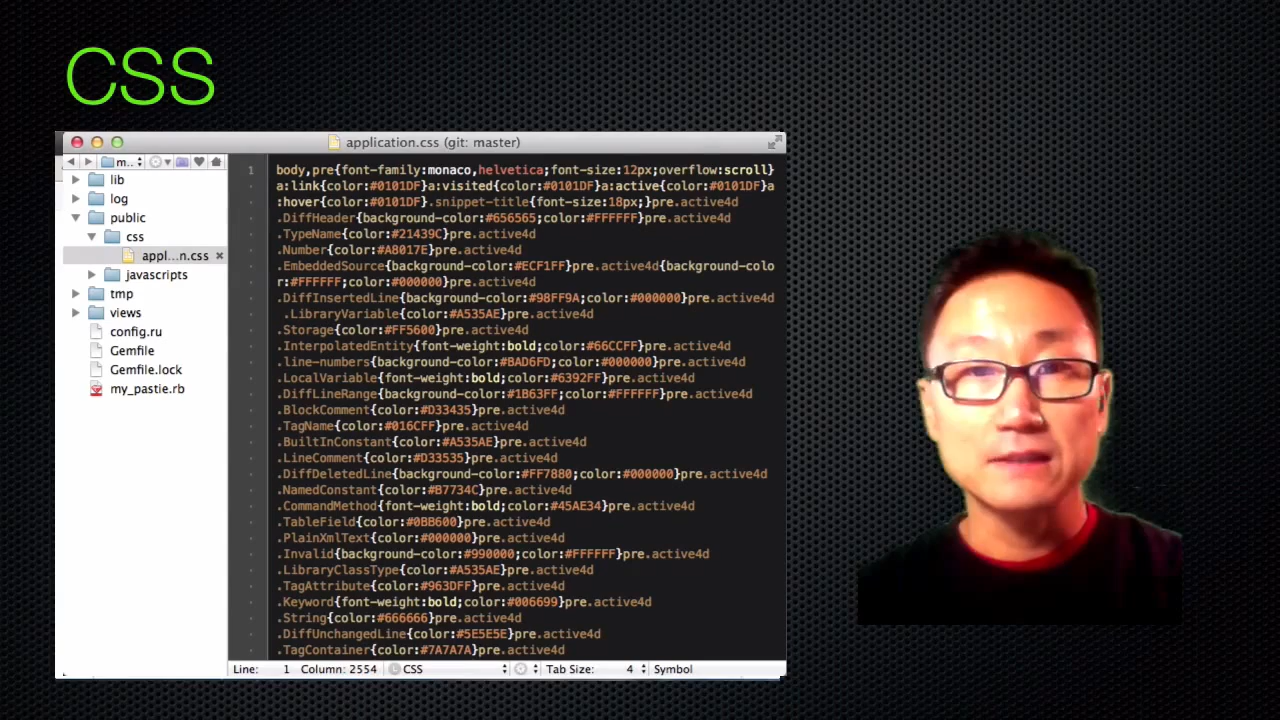 CSS
application.css (git: master)
m..
lib
log
public
css
appl...n.css
javascripts
tmp
views
config.ru
Gemfile
Gemfile.lock
my_pastie.rb
1
body,pre{font-family:monaco,helvetica;font-size:12px;overflow:scroll}
a:link{color:#0101DF}a:visited{color:#0101DF}a:active{color:#0101DF}a
:hover{color:#0101DF}.snippet-title{font-size:18px;}pre.active4d
.DiffHeader{background-color:#656565;color:#FFFFFF}pre.active4d
.TypeName{color:#21439C}pre.active4d
.Number{color:#A8017E}pre.active4d
.EmbeddedSource{background-color:#ECF1FF}pre.active4d{background-colo
r:#FFFFFF;color:#000000}pre.active4d
.DiffInsertedLine{background-color:#98FF9A;color:#000000}pre.active4d
.LibraryVariable{color:#A535AE}pre.active4d
.Storage{color:#FF5600}pre.active4d
.InterpolatedEntity{font-weight:bold;color:#66CCFF}pre.active4d
.line-numbers{background-color:#BAD6FD;color:#000000}pre.active4d
.LocalVariable{font-weight:bold;color:#6392FF}pre.active4d
.DiffLineRange{background-color:#1B63FF;color:#FFFFFF}pre.active4d
.BlockComment{color:#D33435}pre.active4d
.TagName{color:#016CFF}pre.active4d
.BuiltInConstant{color:#A535AE}pre.active4d
.LineComment{color:#D33535}pre.active4d
.DiffDeletedLine{background-color:#FF7880;color:#000000}pre.active4d
.NamedConstant{color:#B7734C}pre.active4d
.CommandMethod{font-weight:bold;color:#45AE34}pre.active4d
.TableField{color:#0BB600}pre.active4d
.PlainXmlText{color:#000000}pre.active4d
.Invalid{background-color:#990000;color:#FFFFFF}pre.active4d
.LibraryClassType{color:#A535AE}pre.active4d
.TagAttribute{color:#963DFF}pre.active4d
.Keyword{font-weight:bold;color:#006699}pre.active4d
.String{color:#666666}pre.active4d
.DiffUnchangedLine{color:#5E5E5E}pre.active4d
.TagContainer{color:#7A7A7A}pre.active4d
Line: 1 Column: 2554 L CSS Tab Size: 4 Symbol